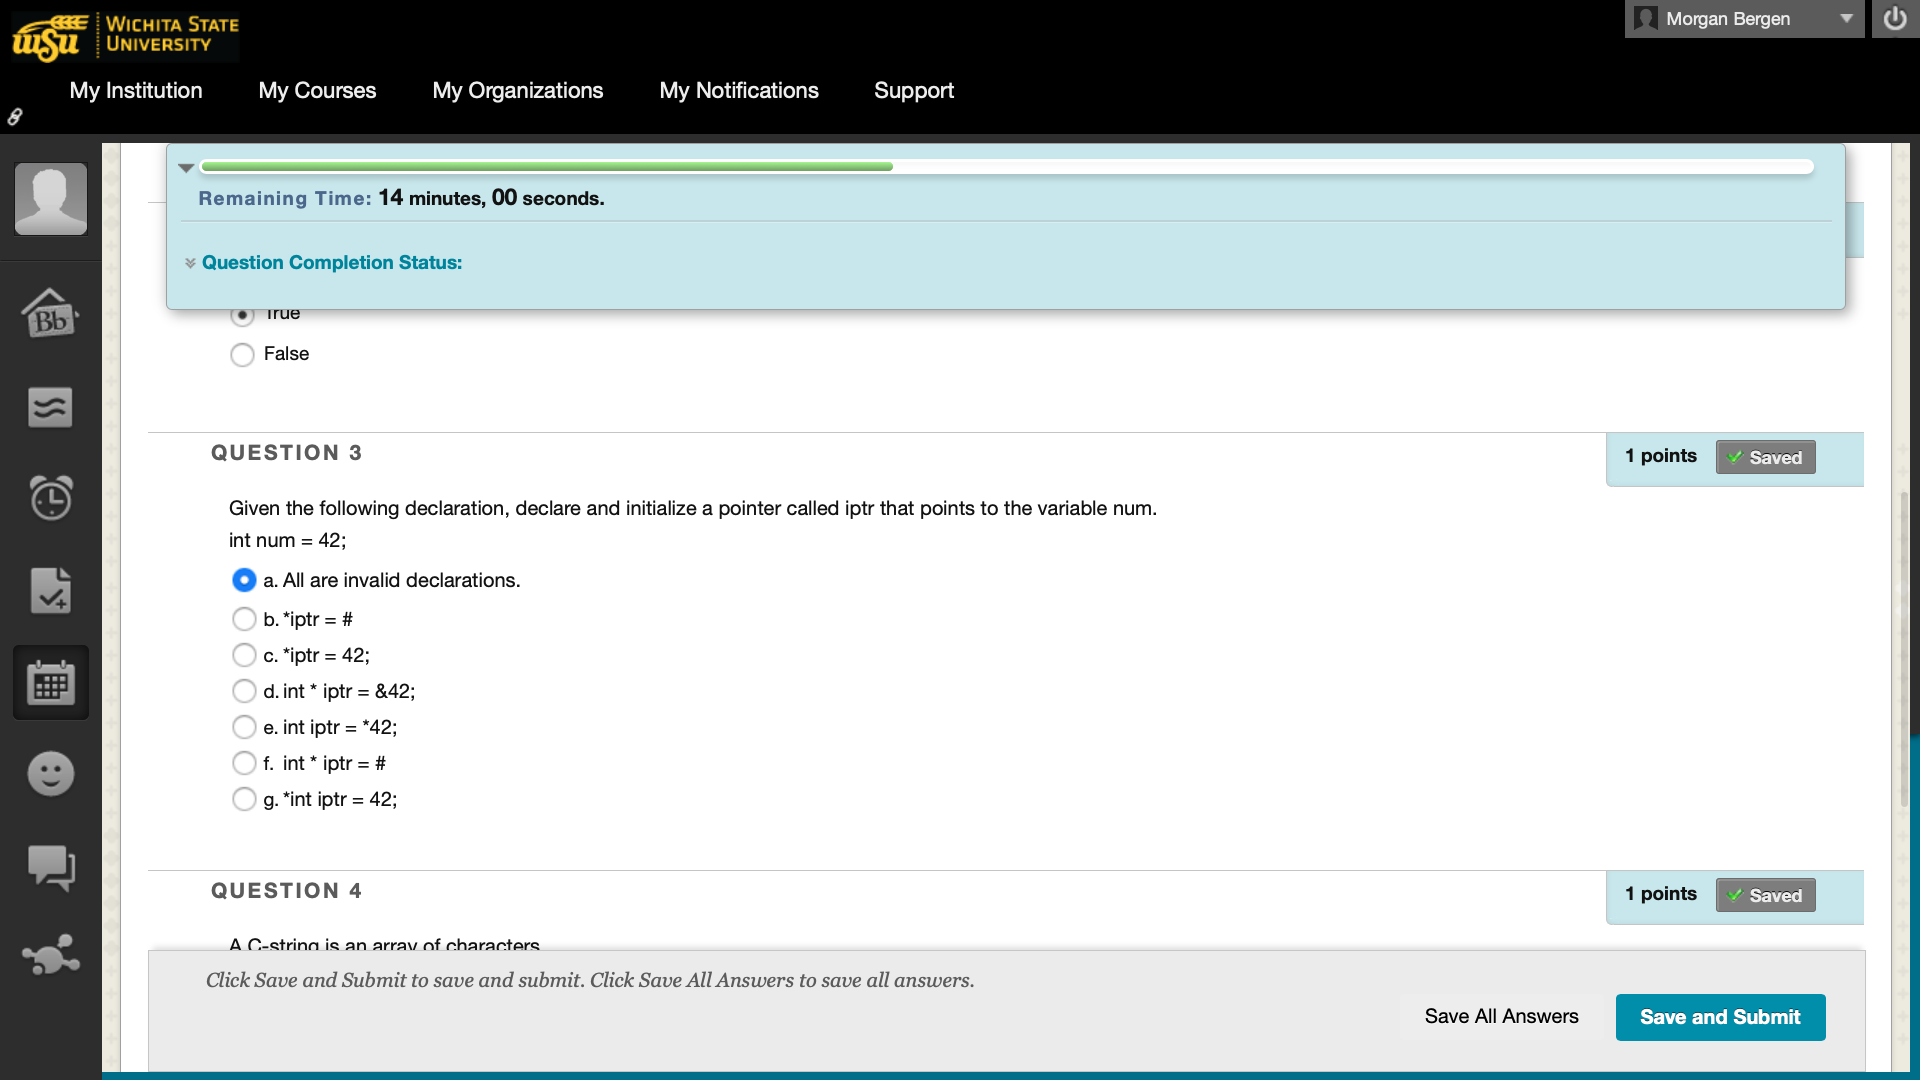 WICHITA STATE
UNIVERSITY
wsu
Morgan Bergen
My Institution
My Courses
My Organizations
My Notifications
Support
Remaining Time: 14 minutes, 00 seconds.
Question Completion Status:
True
False
QUESTION 3
1 points
Saved
Given the following declaration, declare and initialize a pointer called iptr that points to the variable num.
int num = 42;
a. All are invalid declarations.
b. *iptr = #
c. *iptr = 42;
d. int * iptr = &42;
e. int iptr = *42;
f. int * iptr = #
g. *int iptr = 42;
QUESTION 4
1 points
Saved
A C-string is an array of characters
Click Save and Submit to save and submit. Click Save All Answers to save all answers.
Save All Answers
Save and Submit
Bb